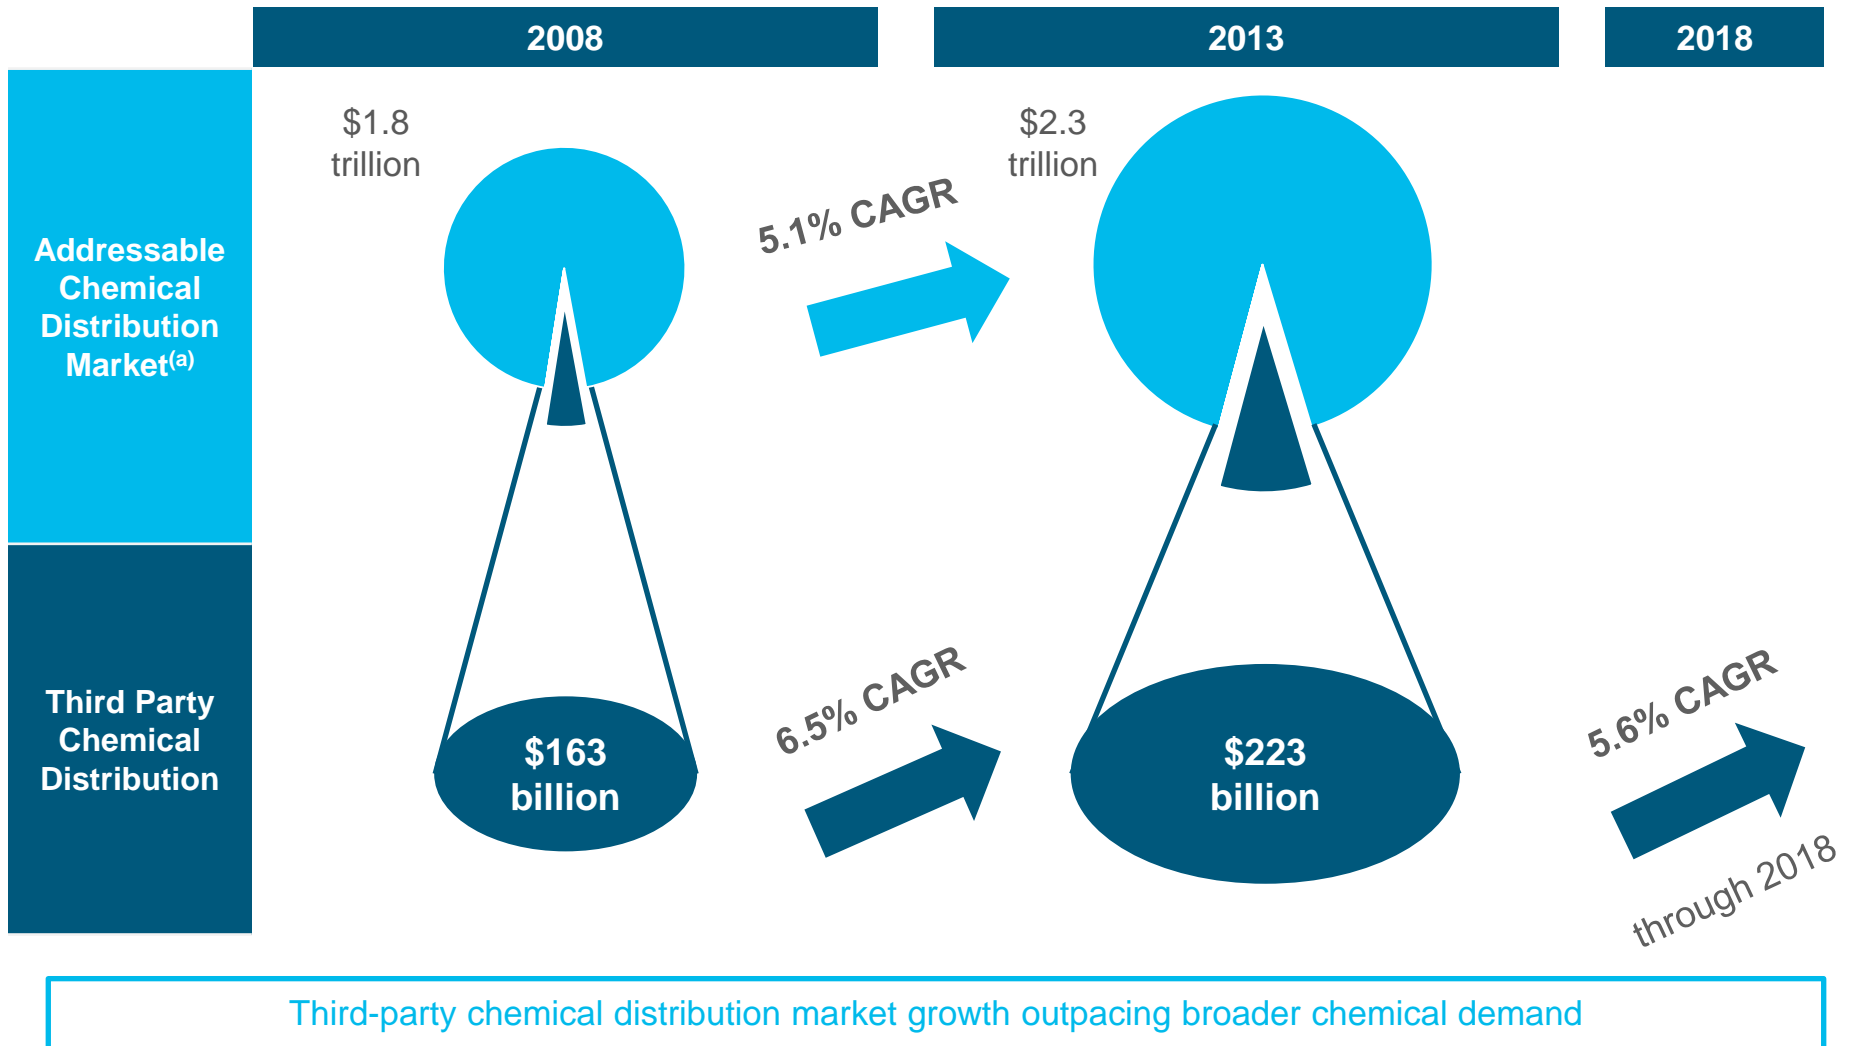 2008
2013
2018
Addressable
Chemical
Distribution
Market(a)
$1.8
trillion
5.1% CAGR
$2.3
trillion
Third Party
Chemical
Distribution
$163
billion
6.5% CAGR
$223
billion
5.6% CAGR
through 2018
Third-party chemical distribution market growth outpacing broader chemical demand